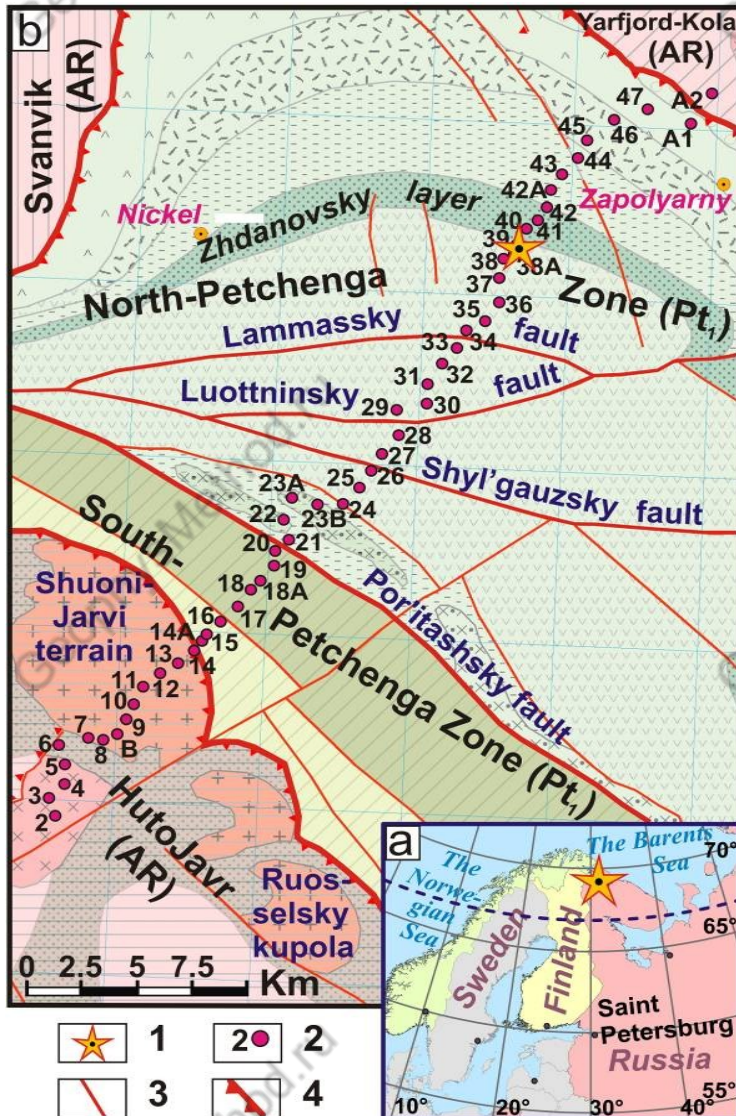 b
Yarfjord-Kola
(AR)
Svanvik
(AR)
47
A2
46
A1
45
44
43
42A
Zapolyarny
Nickel
Zhdanovsky layer
42
40
41
39
38
38A
37
North-Petchenga
Zone (Pt1)
36
35
Lammassky fault
34
33
32
31
Luottninsky fault
30
29
28
27
26
Shyl'gauzsky fault
25
24
23A
23B
22
21
20
19
18
18A
17
South-
Petchenga Zone (Pt1)
Poritashsky fault
Shuoni-
Jarvi
terrain
16
14A
15
14
13
12
11
10
9
B
8
7
6
5
4
3
2
HutoJavr
(AR)
Ruos-
selsky
kupola
0 2.5 5 7.5 Km
a
The Barents
Sea
70°
The
Norwe-
gian
Sea
65°
Sweden
Finland
Saint
Petersburg
Russia
55°
10° 20° 30° 40°
1
2 2
3
4